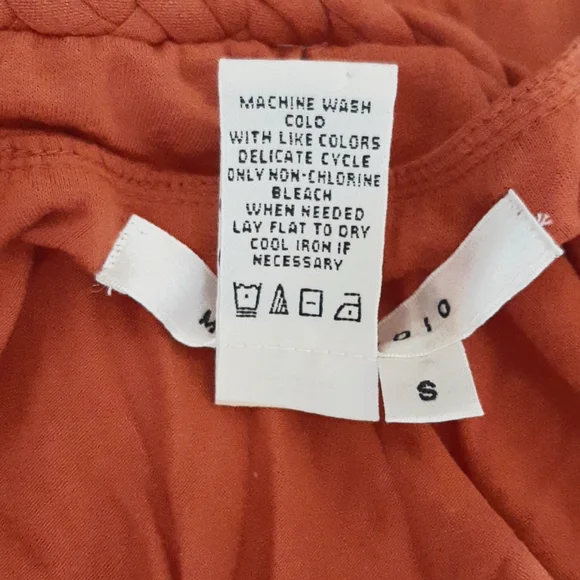 MACHINE WASH
COLD
WITH LIKE COLORS
DELICATE CYCLE
ONLY NON-CHLORINE
BLEACH
WHEN NEEDED
LAY FLAT TO DRY
COOL IRON IF
NECESSARY
S